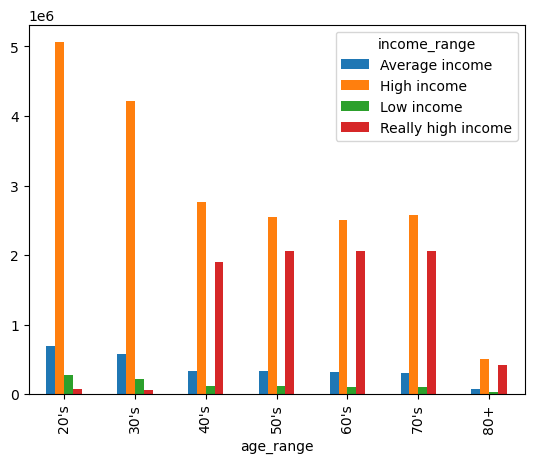 1e6
income_range
Average income
High income
Low income
Really high income
5
4
3
2
1
0
20's
30's
40's
50's
60's
70's
80+
age_range